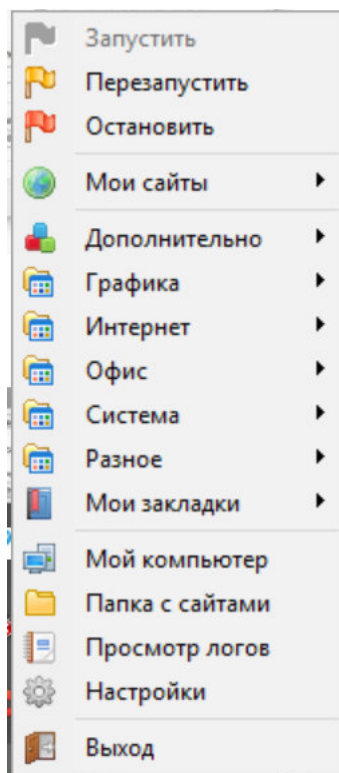 Запустить
Перезапустить
Остановить
Мои сайты
Дополнительно
Графика
Интернет
Офис
Система
Разное
Мои закладки
Мой компьютер
Папка с сайтами
Просмотр логов
Настройки
Выход